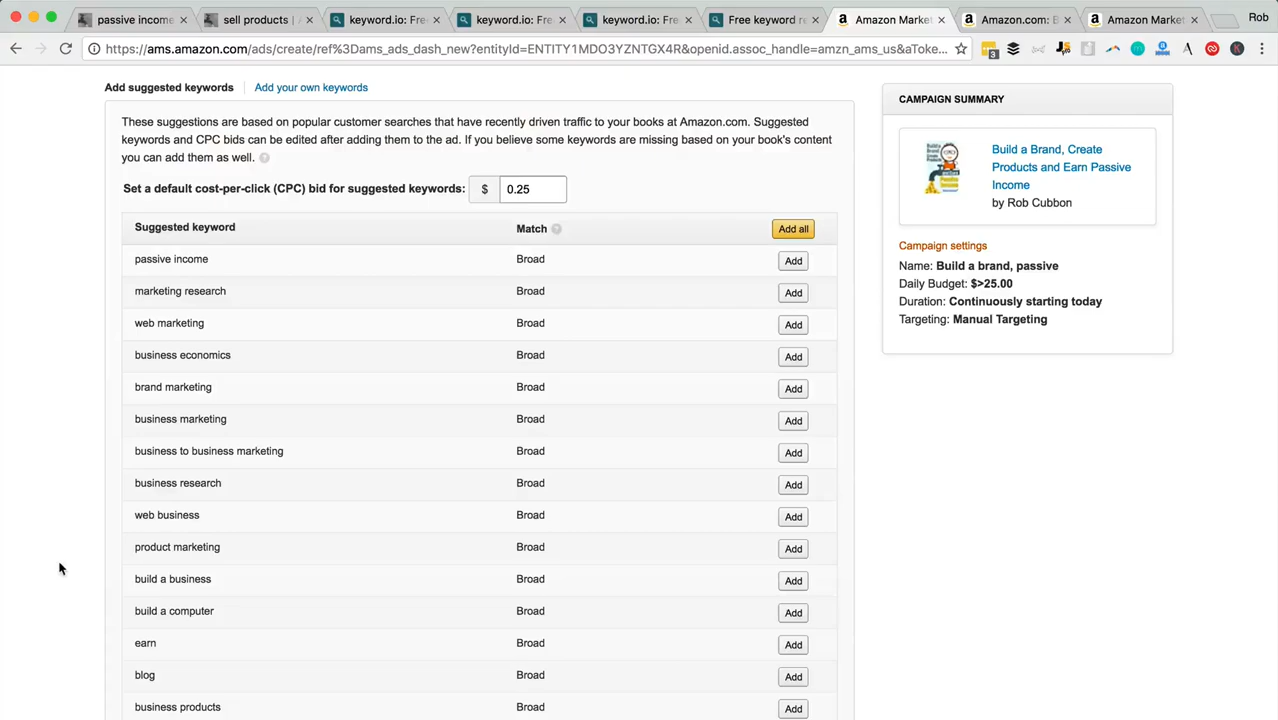 passive income
sell products | A
keyword.io: Free
keyword.io: Free
keyword.io: Free
Free keyword re
Amazon Market
Amazon.com: B
Amazon Market
Rob
https://ams.amazon.com/ads/create/ref%3Dams_ads_dash_new?entityId=ENTITY1MDO3YZNTGX4R&openid.assoc_handle=amzn_ams_us&aToke...
3
Add suggested keywords
Add your own keywords
These suggestions are based on popular customer searches that have recently driven traffic to your books at Amazon.com. Suggested
keywords and CPC bids can be edited after adding them to the ad. If you believe some keywords are missing based on your book's content
you can add them as well. ?
Set a default cost-per-click (CPC) bid for suggested keywords: $ 0.25
Suggested keyword Match ? Add all
passive income Broad Add
marketing research Broad Add
web marketing Broad Add
business economics Broad Add
brand marketing Broad Add
business marketing Broad Add
business to business marketing Broad Add
business research Broad Add
web business Broad Add
product marketing Broad Add
build a business Broad Add
build a computer Broad Add
earn Broad Add
blog Broad Add
business products Broad Add
CAMPAIGN SUMMARY
Build a Brand, Create
Products and Earn Passive
Income
by Rob Cubbon
Campaign settings
Name: Build a brand, passive
Daily Budget: $>25.00
Duration: Continuously starting today
Targeting: Manual Targeting